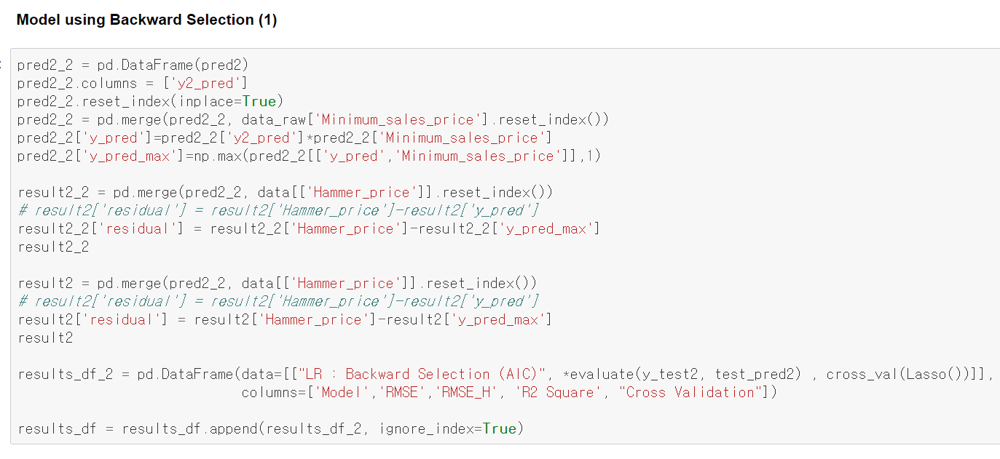 Model using Backward Selection (1)
pred2_2 = pd.DataFrame(pred2)
pred2_2.columns = ['y2_pred']
pred2_2.reset_index(inplace=True)
pred2_2 = pd.merge(pred2_2, data_raw['Minimum_sales_price'].reset_index())
pred2_2['y_pred']=pred2_2['y2_pred']*pred2_2['Minimum_sales_price']
pred2_2['y_pred_max']=np.max(pred2_2[['y_pred','Minimum_sales_price']],1)
result2_2 = pd.merge(pred2_2, data[['Hammer_price']].reset_index())
# result2['residual'] = result2['Hammer_price']-result2['y_pred']
result2_2['residual'] = result2_2['Hammer_price']-result2_2['y_pred_max']
result2_2
result2 = pd.merge(pred2_2, data[['Hammer_price']].reset_index())
# result2['residual'] = result2['Hammer_price']-result2['y_pred']
result2['residual'] = result2['Hammer_price']-result2['y_pred_max']
result2
results_df_2 = pd.DataFrame(data=[["LR : Backward Selection (AIC)", *evaluate(y_test2, test_pred2) , cross_val(Lasso())]],
columns=['Model','RMSE','RMSE_H', 'R2 Square', "Cross Validation"])
results_df = results_df.append(results_df_2, ignore_index=True)